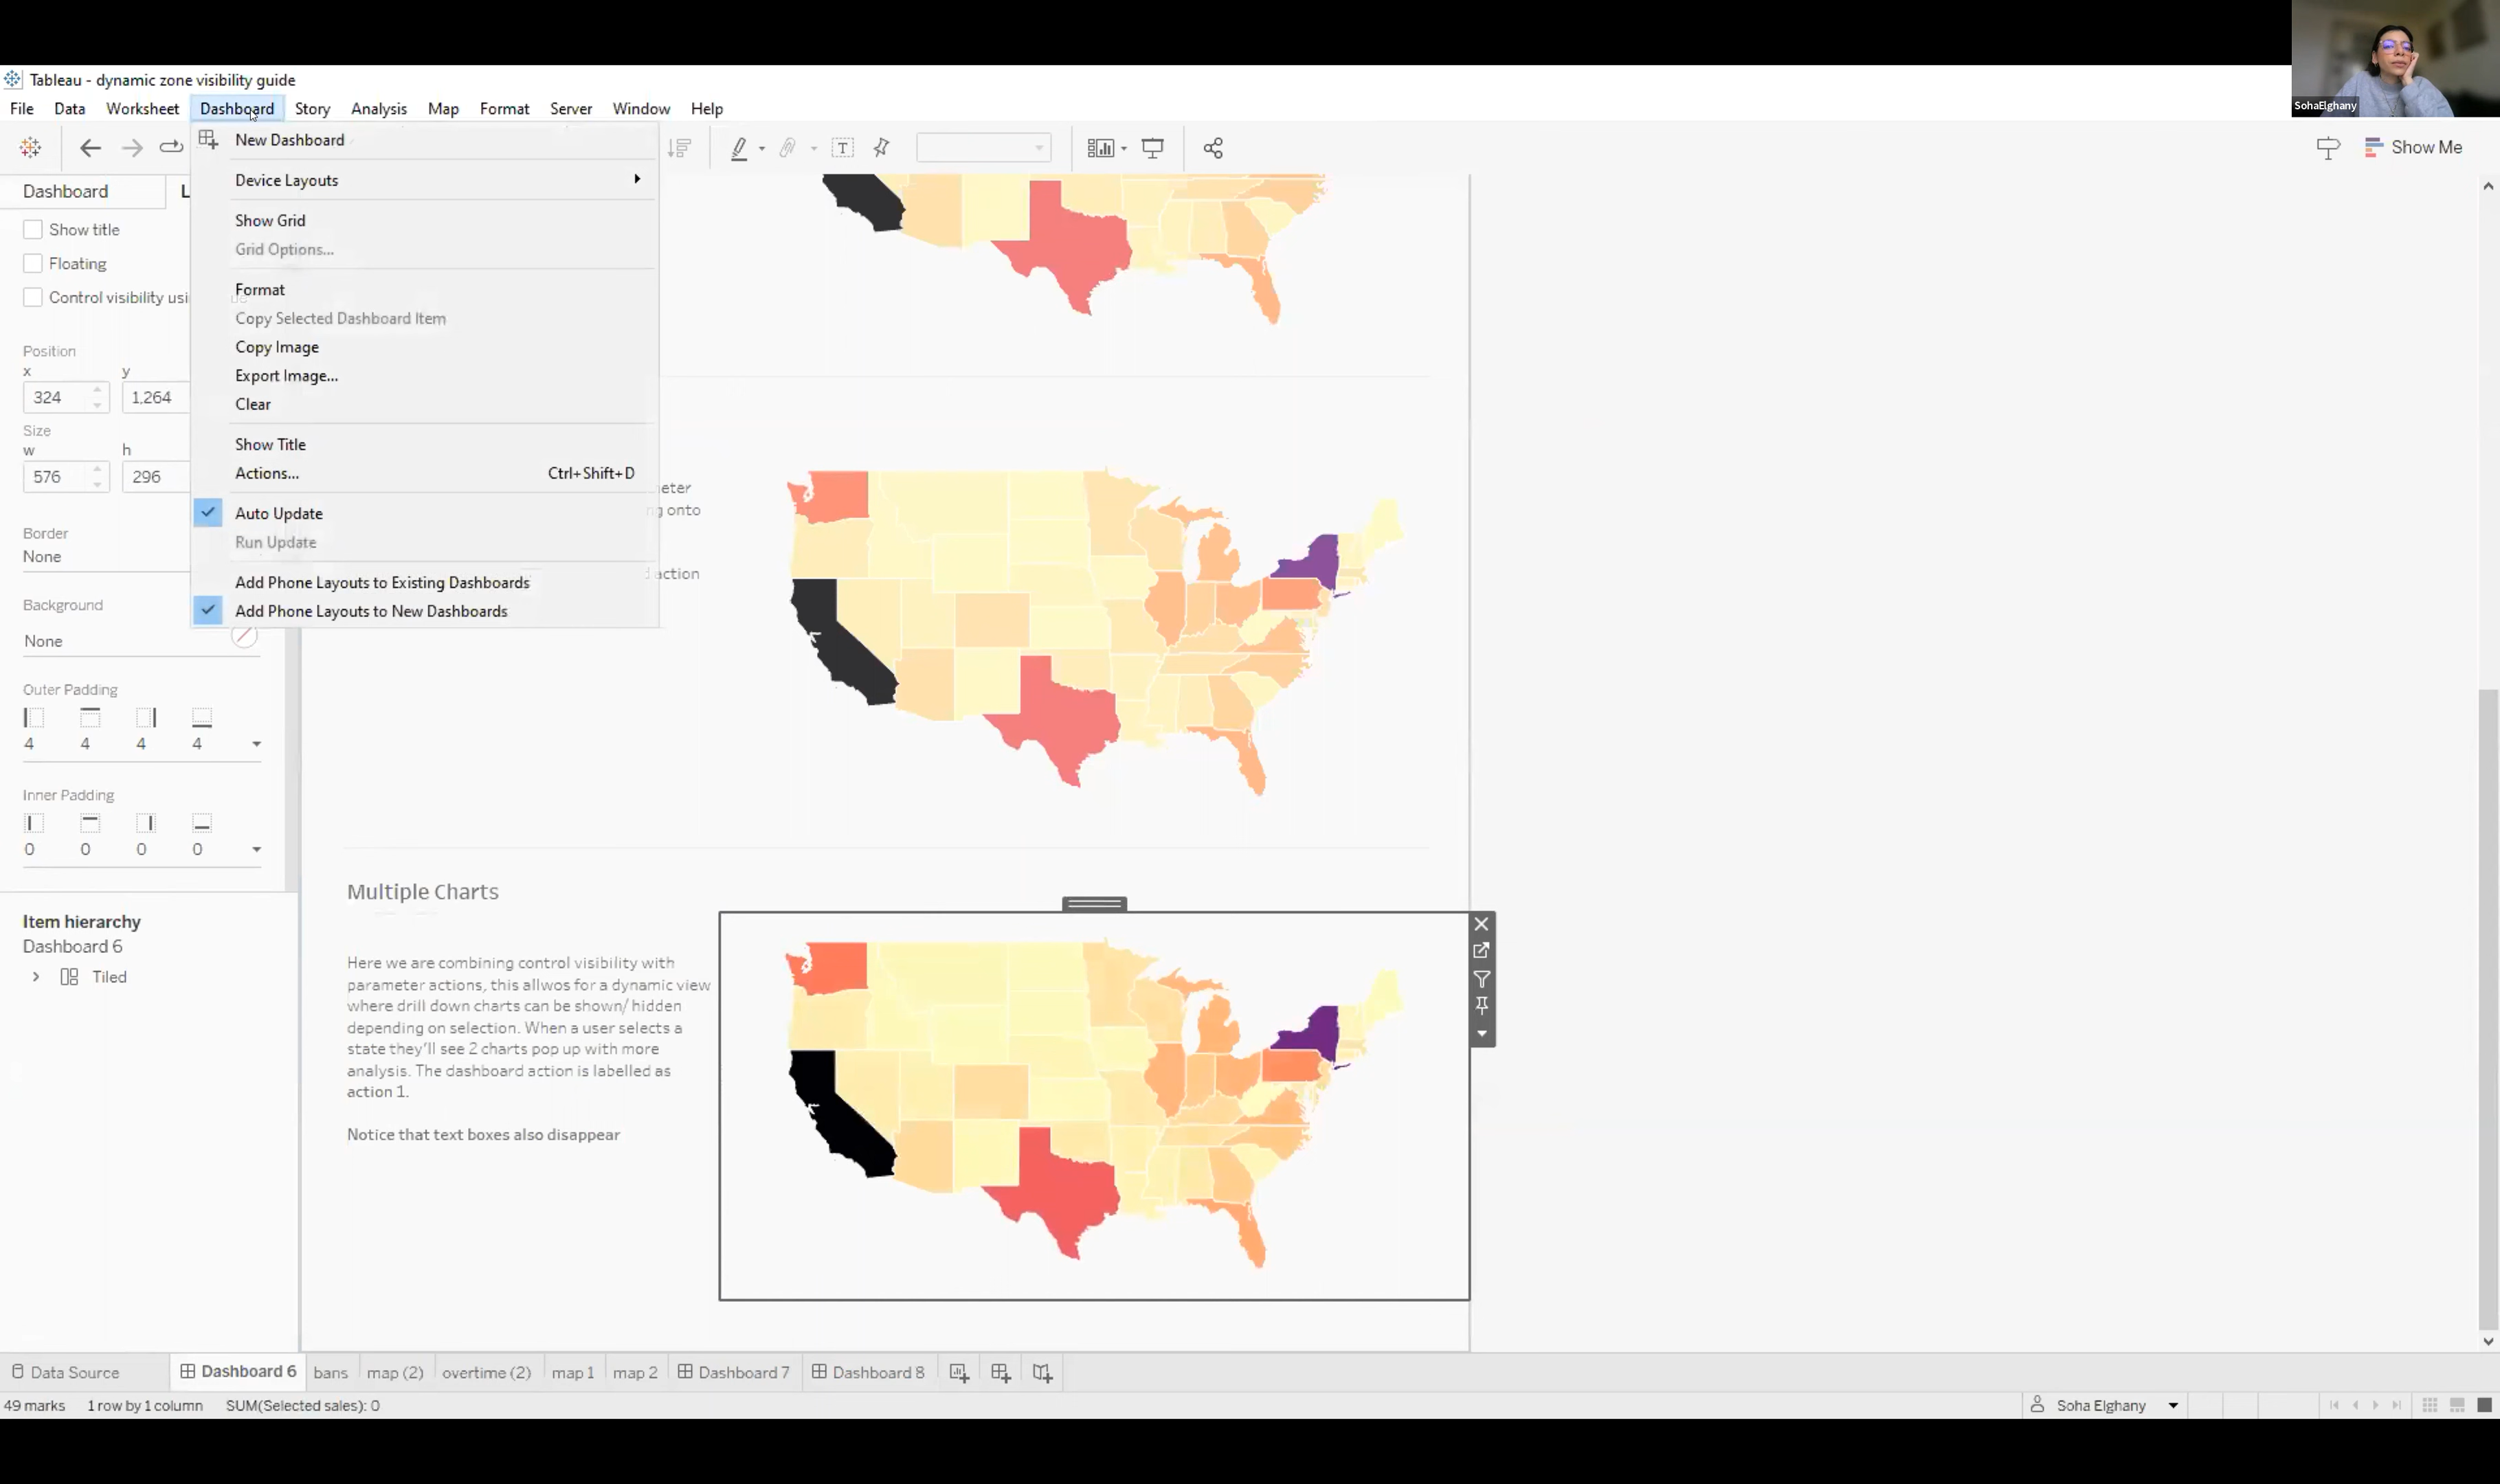 SohaElghany
Tableau - dynamic zone visibility guide
File Data Worksheet Dashboard Story Analysis Map Format Server Window Help
Show Me
New Dashboard
Device Layouts
Show Grid
Grid Options...
Format
Copy Selected Dashboard Item
Copy Image
Export Image...
Clear
Show Title
Actions... Ctrl+Shift+D
Auto Update
Run Update
Add Phone Layouts to Existing Dashboards
Add Phone Layouts to New Dashboards
Dashboard L
Show title
Floating
Control visibility usi
Position
x y
324 1,264
Size
w h
576 296
Border
None
Background
None
Outer Padding
4 4 4 4
Inner Padding
0 0 0 0
Item hierarchy
Dashboard 6
Tiled
eter
g onto
action
Multiple Charts
Here we are combining control visibility with
parameter actions, this allwos for a dynamic view
where drill down charts can be shown/ hidden
depending on selection. When a user selects a
state they'll see 2 charts pop up with more
analysis. The dashboard action is labelled as
action 1.
Notice that text boxes also disappear
Data Source Dashboard 6 bans map (2) overtime (2) map 1 map 2 Dashboard 7 Dashboard 8
49 marks 1 row by 1 column SUM(Selected sales): 0 Soha Elghany